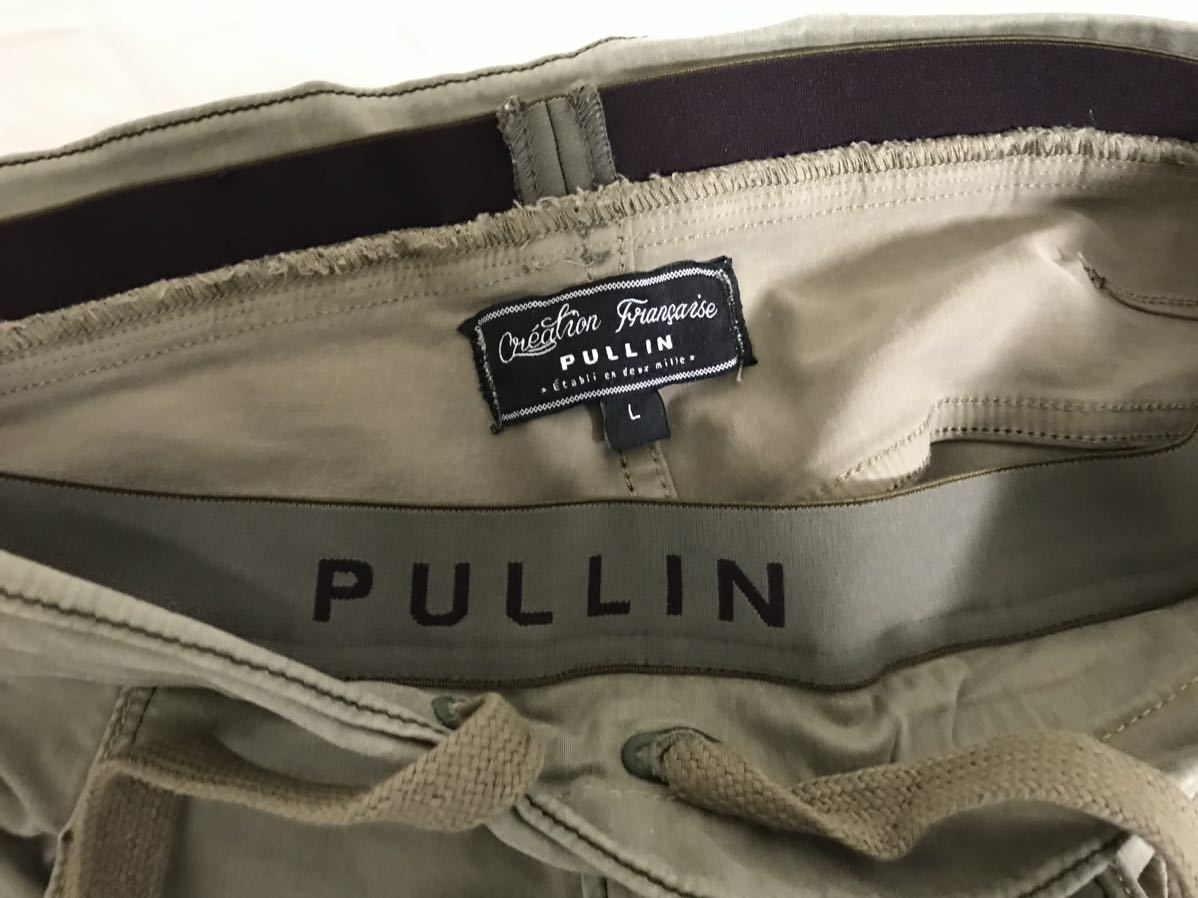 Création Française
PULLIN
• Établi en deux mille •
L
PULLIN